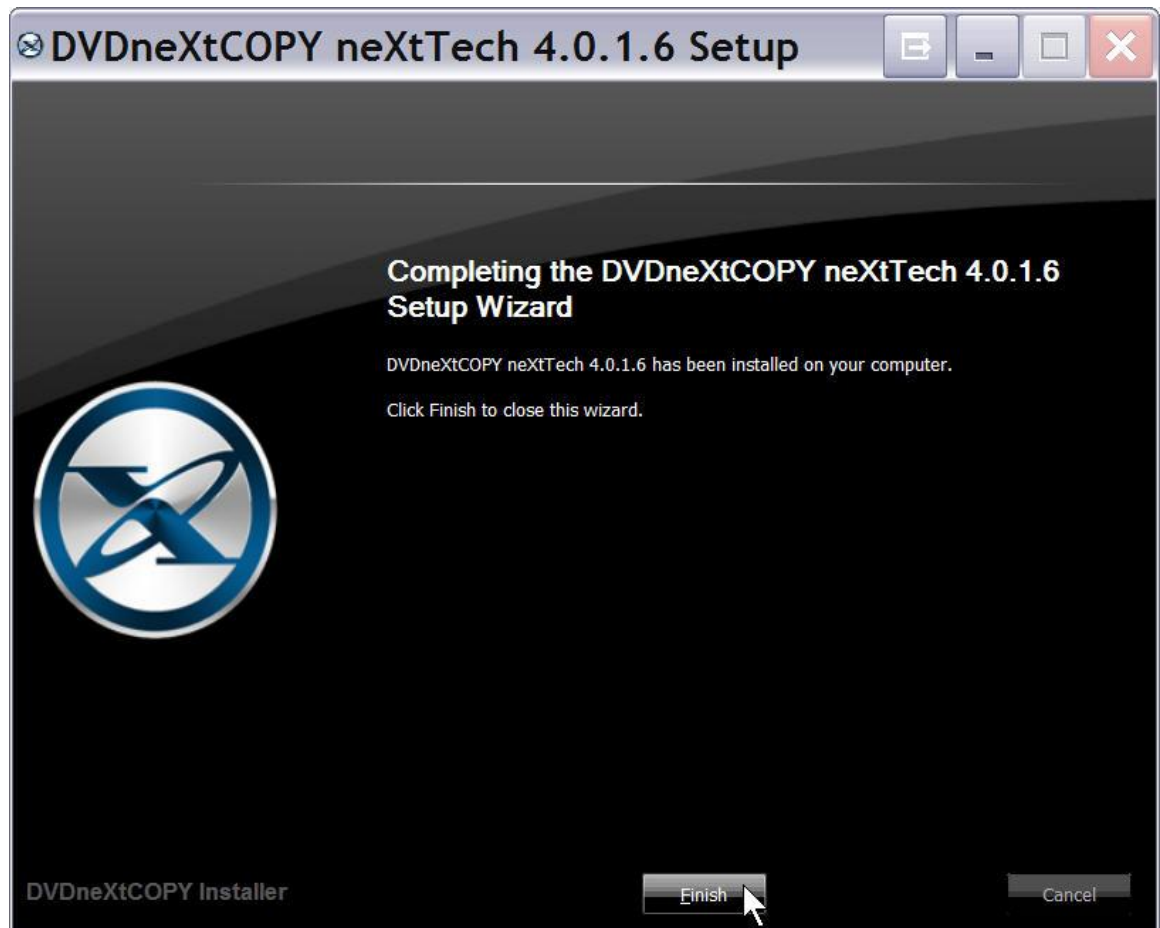 DVDneXtCOPY neXtTech 4.0.1.6 Setup
Completing the DVDneXtCOPY neXtTech 4.0.1.6
Setup Wizard
DVDneXtCOPY neXtTech 4.0.1.6 has been installed on your computer.
Click Finish to close this wizard.
DVDneXtCOPY Installer
Finish
Cancel